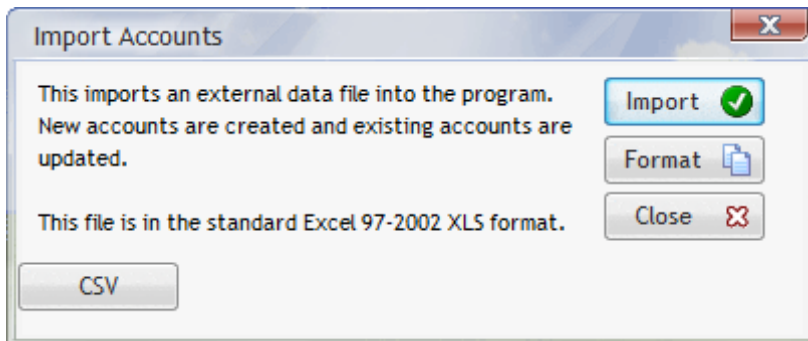 Import Accounts
This imports an external data file into the program.
New accounts are created and existing accounts are
updated.
This file is in the standard Excel 97-2002 XLS format.
Import
Format
Close
CSV